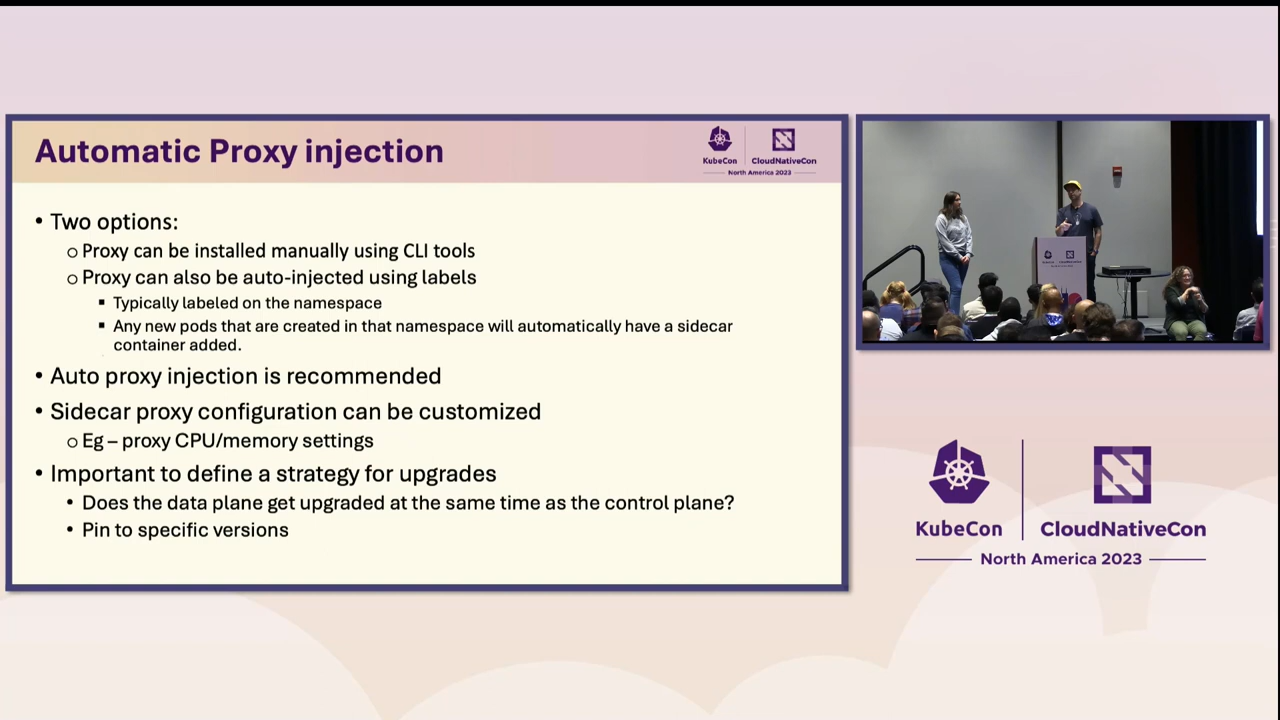 Automatic Proxy injection
KubeCon
CloudNativeCon
North America 2023
• Two options:
o Proxy can be installed manually using CLI tools
o Proxy can also be auto-injected using labels
▪ Typically labeled on the namespace
▪ Any new pods that are created in that namespace will automatically have a sidecar
container added.
• Auto proxy injection is recommended
• Sidecar proxy configuration can be customized
o Eg – proxy CPU/memory settings
• Important to define a strategy for upgrades
• Does the data plane get upgraded at the same time as the control plane?
• Pin to specific versions
KubeCon
CloudNativeCon
North America 2023